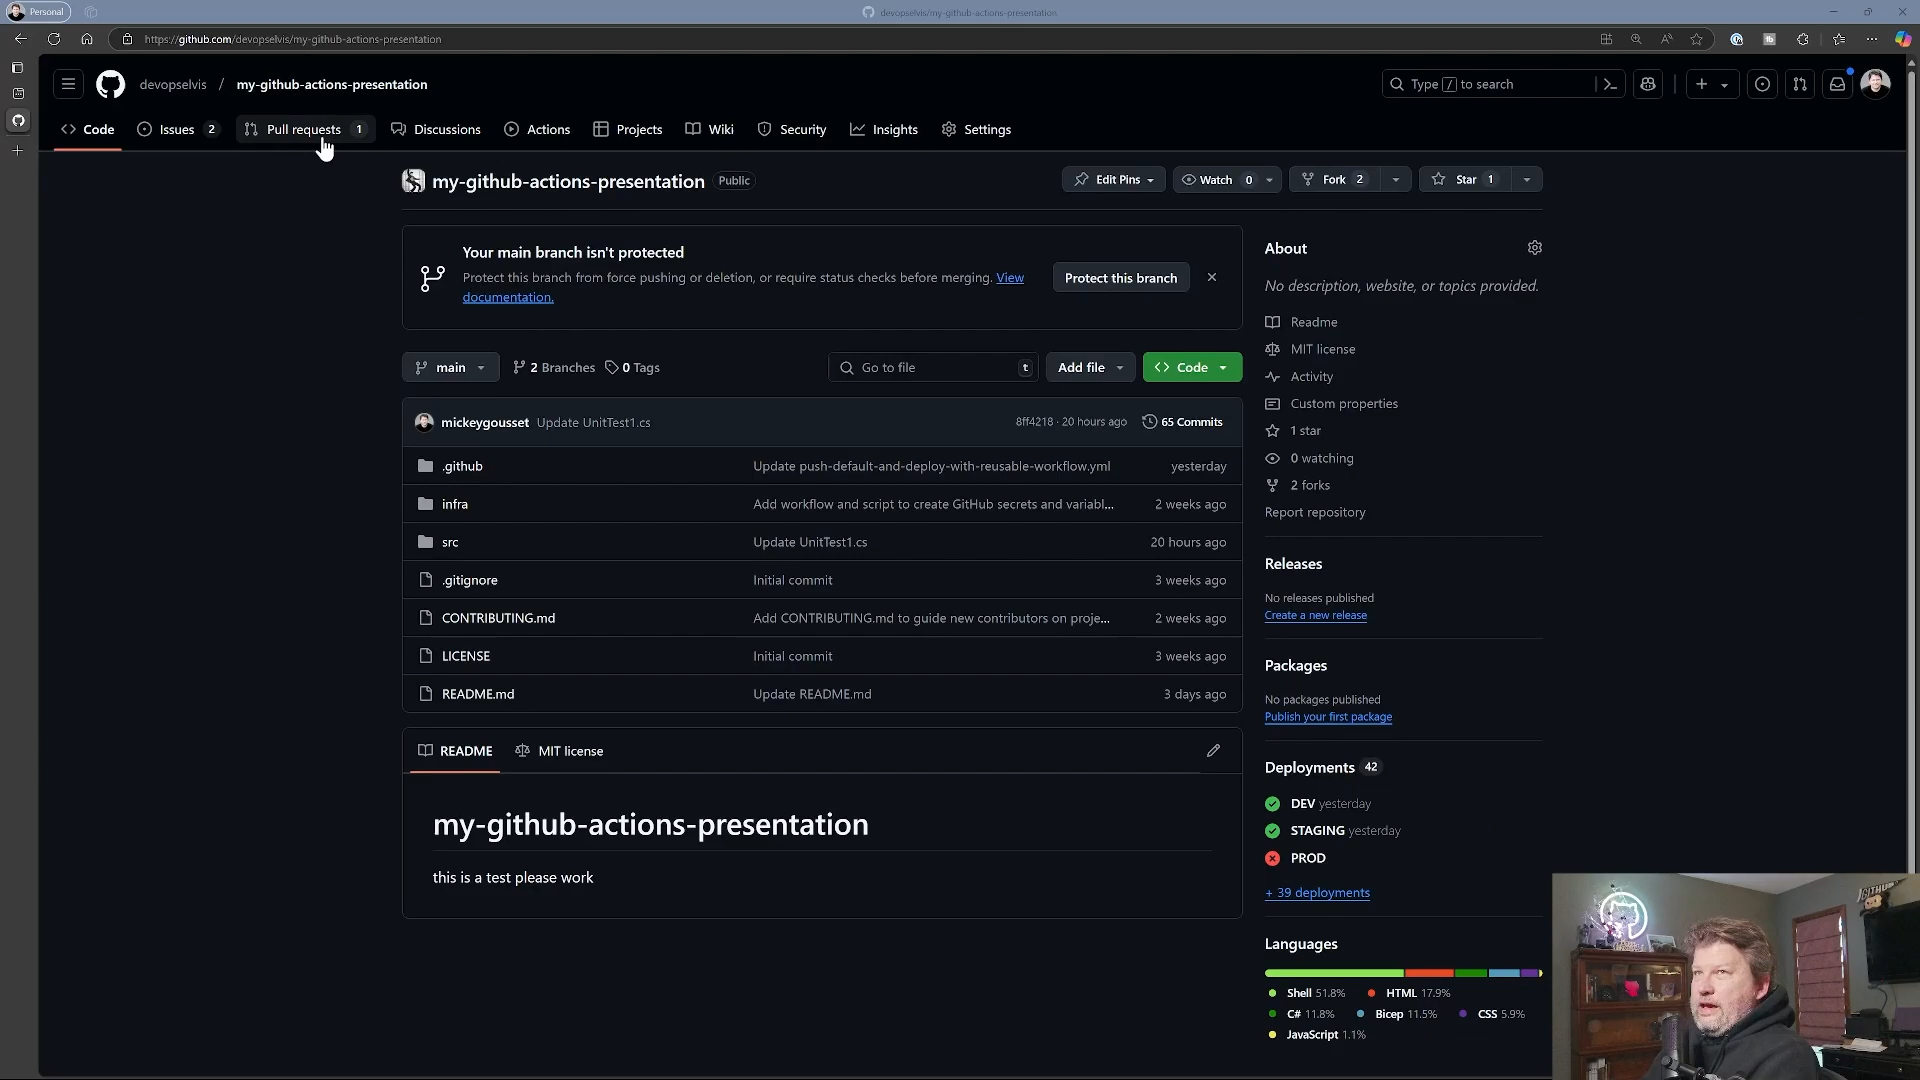 Personal
devopselvis/my-github-actions-presentation
https://github.com/devopselvis/my-github-actions-presentation
devopselvis / my-github-actions-presentation
Type / to search
Code
Issues 2
Pull requests 1
Discussions
Actions
Projects
Wiki
Security
Insights
Settings
my-github-actions-presentation Public
Edit Pins
Watch 0
Fork 2
Star 1
Your main branch isn't protected
Protect this branch from force pushing or deletion, or require status checks before merging. View
documentation.
Protect this branch
main
2 Branches
0 Tags
Go to file t
Add file
Code
mickeygousset Update UnitTest1.cs 8ff4218 · 20 hours ago 65 Commits
.github Update push-default-and-deploy-with-reusable-workflow.yml yesterday
infra Add workflow and script to create GitHub secrets and variabl... 2 weeks ago
src Update UnitTest1.cs 20 hours ago
.gitignore Initial commit 3 weeks ago
CONTRIBUTING.md Add CONTRIBUTING.md to guide new contributors on proje... 2 weeks ago
LICENSE Initial commit 3 weeks ago
README.md Update README.md 3 days ago
README
MIT license
my-github-actions-presentation
this is a test please work
About
No description, website, or topics provided.
Readme
MIT license
Activity
Custom properties
1 star
0 watching
2 forks
Report repository
Releases
No releases published
Create a new release
Packages
No packages published
Publish your first package
Deployments 42
DEV yesterday
STAGING yesterday
PROD
+ 39 deployments
Languages
Shell 51.8% HTML 17.9%
C# 11.8% Bicep 11.5% CSS 5.9%
JavaScript 1.1%